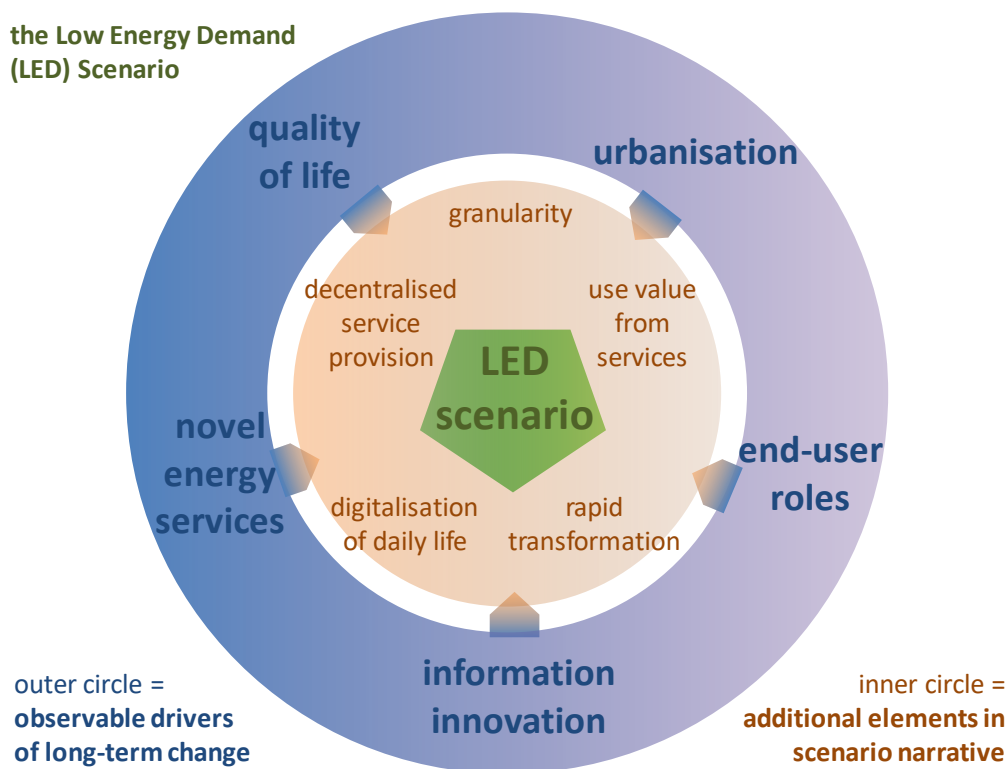 the Low Energy Demand
(LED) Scenario
quality
of life
urbanisation
granularity
decentralised
service
provision
use value
from
services
LED
scenario
novel
energy
services
end-user
roles
digitalisation
of daily life
rapid
transformation
information
innovation
outer circle =
observable drivers
of long-term change
inner circle =
additional elements in
scenario narrative